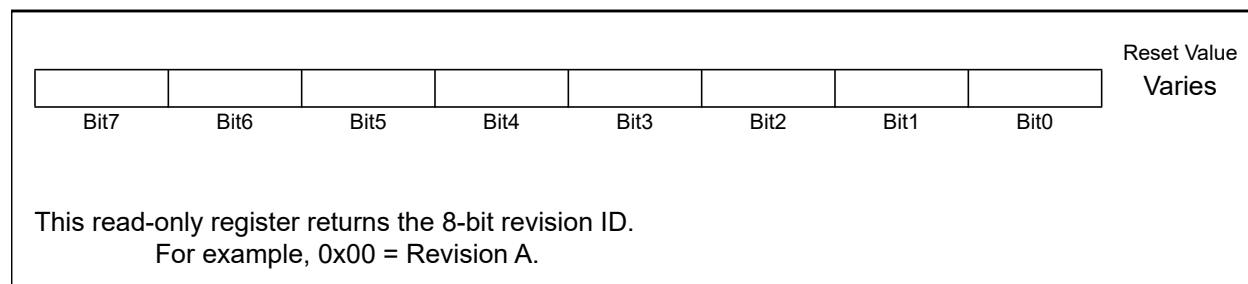 Reset Value
Varies
Bit7 Bit6 Bit5 Bit4 Bit3 Bit2 Bit1 Bit0
This read-only register returns the 8-bit revision ID.
For example, 0x00 = Revision A.